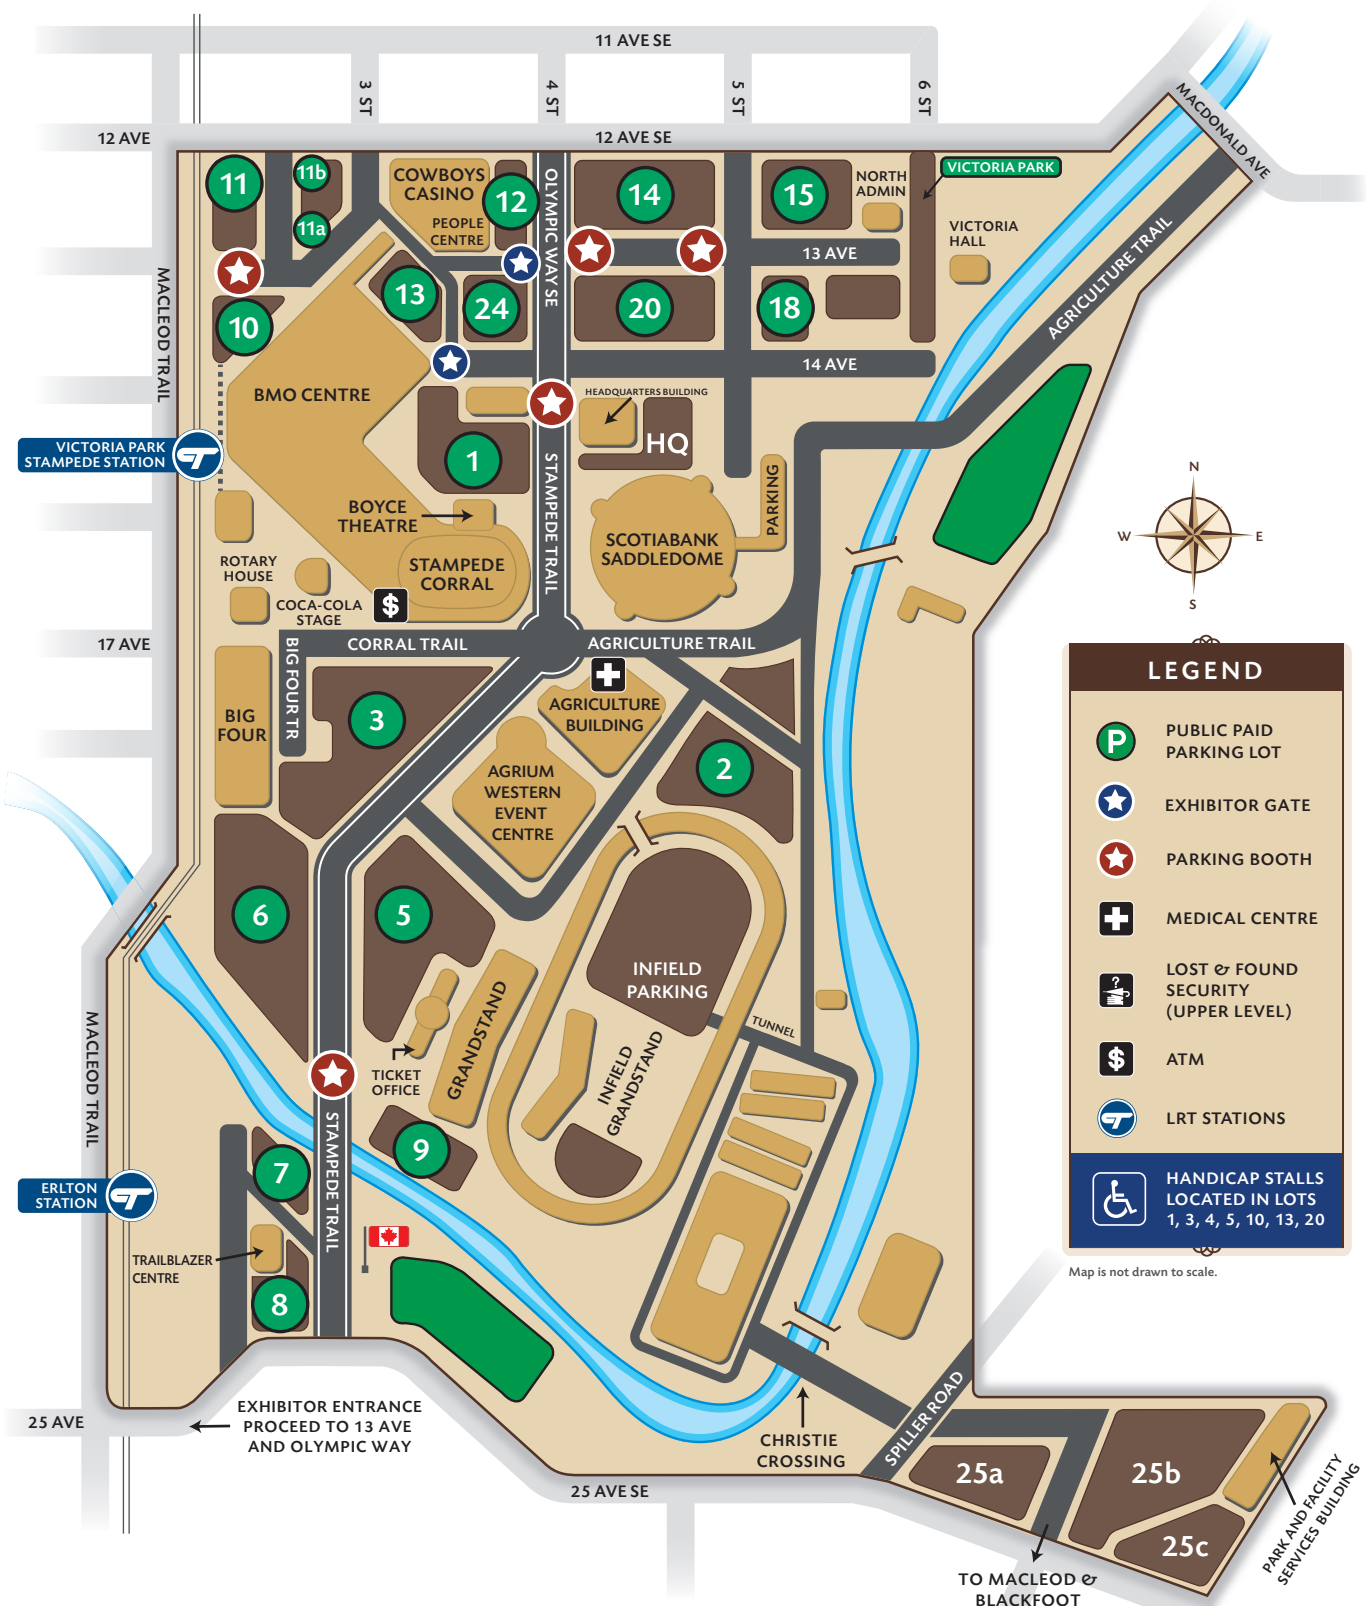 11 AVE SE
3 ST
4 ST
5 ST
6 ST
MACDONALD AVE
12 AVE
12 AVE SE
11
11b
11a
COWBOYS
CASINO
PEOPLE
CENTRE
12
OLYMPIC WAY SE
14
15
NORTH
ADMIN
VICTORIA PARK
VICTORIA
HALL
13 AVE
AGRICULTURE TRAIL
MACLEOD TRAIL
10
13
24
20
18
14 AVE
BMO CENTRE
HEADQUARTERS BUILDING
HQ
VICTORIA PARK
STAMPEDE STATION
1
STAMPEDE TRAIL
PARKING
BOYCE
THEATRE
SCOTIABANK
SADDLEDOME
STAMPEDE
CORRAL
ROTARY
HOUSE
COCA-COLA
STAGE
$
N
W
E
S
17 AVE
BIG FOUR TR
CORRAL TRAIL
AGRICULTURE TRAIL
BIG
FOUR
3
AGRICULTURE
BUILDING
2
AGRIUM
WESTERN
EVENT
CENTRE
6
5
INFIELD
PARKING
TUNNEL
GRANDSTAND
INFIELD
GRANDSTAND
TICKET
OFFICE
MACLEOD TRAIL
STAMPEDE TRAIL
9
7
ERLTON
STATION
TRAILBLAZER
CENTRE
8
LEGEND
P
PUBLIC PAID
PARKING LOT
EXHIBITOR GATE
PARKING BOOTH
MEDICAL CENTRE
?
LOST & FOUND
SECURITY
(UPPER LEVEL)
$
ATM
LRT STATIONS
HANDICAP STALLS
LOCATED IN LOTS
1, 3, 4, 5, 10, 13, 20
Map is not drawn to scale.
25 AVE
EXHIBITOR ENTRANCE
PROCEED TO 13 AVE
AND OLYMPIC WAY
CHRISTIE
CROSSING
SPILLER ROAD
25 AVE SE
25a
25b
25c
PARK AND FACILITY
SERVICES BUILDING
TO MACLEOD &
BLACKFOOT